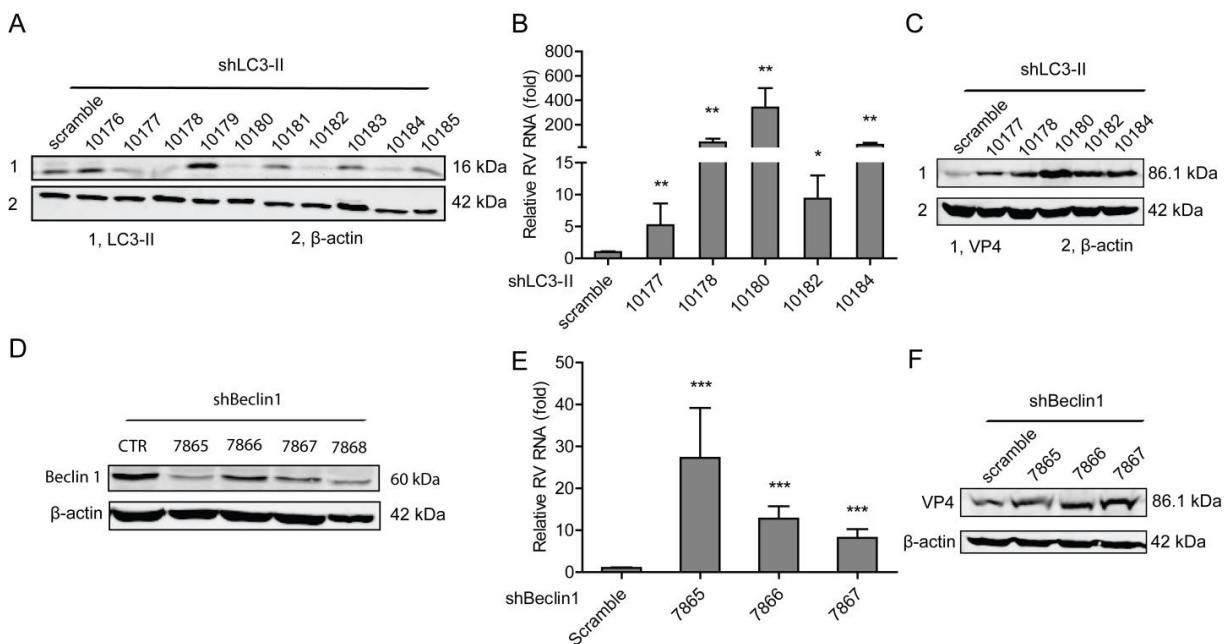 A
shLC3-II
scramble 10176 10177 10178 10179 10180 10181 10182 10183 10184 10185
1 16 kDa
2 42 kDa
1, LC3-II 2, β-actin
B
Relative RV RNA (fold)
800
600
400
200
15
10
5
0
** ** ** * **
shLC3-II
scramble 10177 10178 10180 10182 10184
C
shLC3-II
scramble 10177 10178 10180 10182 10184
1 86.1 kDa
2 42 kDa
1, VP4 2, β-actin
D
shBeclin1
CTR 7865 7866 7867 7868
Beclin 1 60 kDa
β-actin 42 kDa
E
Relative RV RNA (fold)
50
40
30
20
10
0
*** *** ***
shBeclin1
Scramble 7865 7866 7867
F
shBeclin1
scramble 7865 7866 7867
VP4 86.1 kDa
β-actin 42 kDa